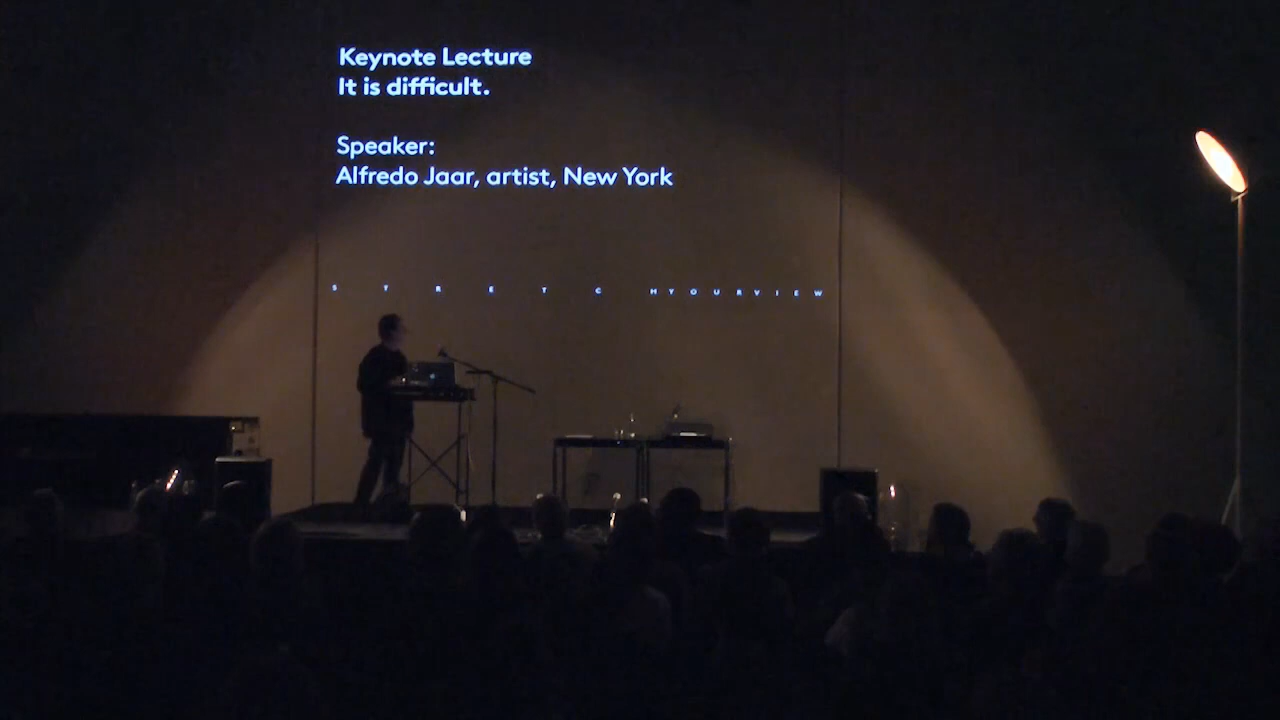 Keynote Lecture
It is difficult.
Speaker:
Alfredo Jaar, artist, New York
S T R E T C H Y O U R V I E W